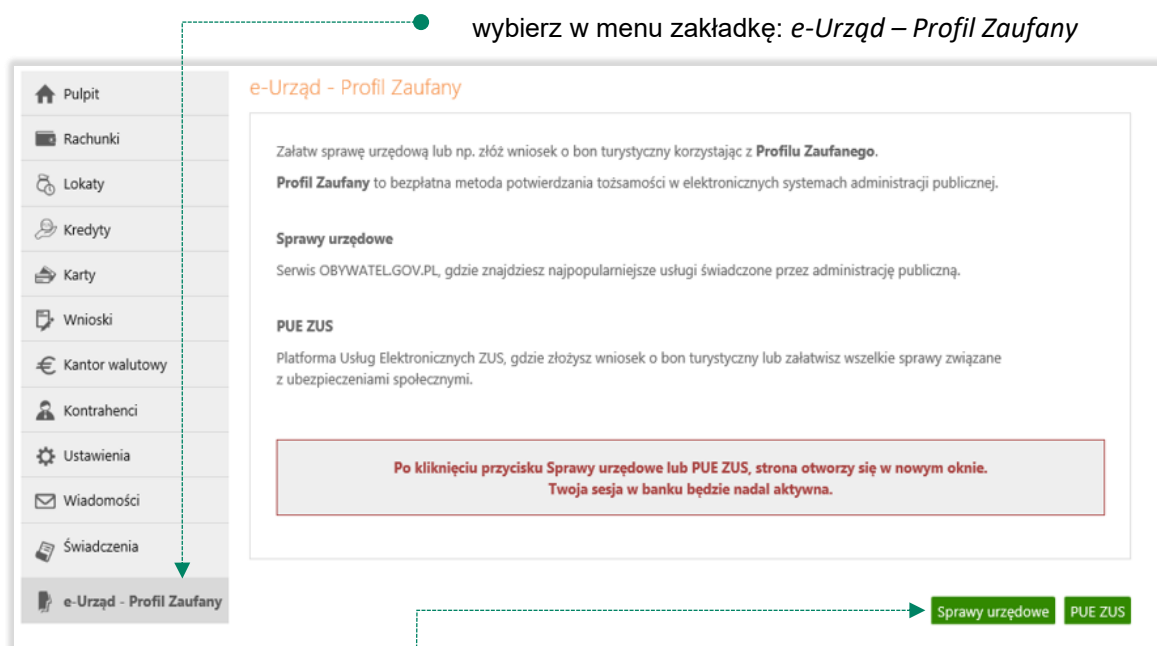 wybierz w menu zakładkę: e-Urząd – Profil Zaufany
Pulpit
Rachunki
Lokaty
Kredyty
Karty
Wnioski
Kantor walutowy
Kontrahenci
Ustawienia
Wiadomości
Świadczenia
e-Urząd - Profil Zaufany
e-Urząd - Profil Zaufany
Załatw sprawę urzędową lub np. złóż wniosek o bon turystyczny korzystając z Profilu Zaufanego.
Profil Zaufany to bezpłatna metoda potwierdzania tożsamości w elektronicznych systemach administracji publicznej.
Sprawy urzędowe
Serwis OBYWATEL.GOV.PL, gdzie znajdziesz najpopularniejsze usługi świadczone przez administrację publiczną.
PUE ZUS
Platforma Usług Elektronicznych ZUS, gdzie złożysz wniosek o bon turystyczny lub załatwisz wszelkie sprawy związane
z ubezpieczeniami społecznymi.
Po kliknięciu przycisku Sprawy urzędowe lub PUE ZUS, strona otworzy się w nowym oknie.
Twoja sesja w banku będzie nadal aktywna.
Sprawy urzędowe
PUE ZUS